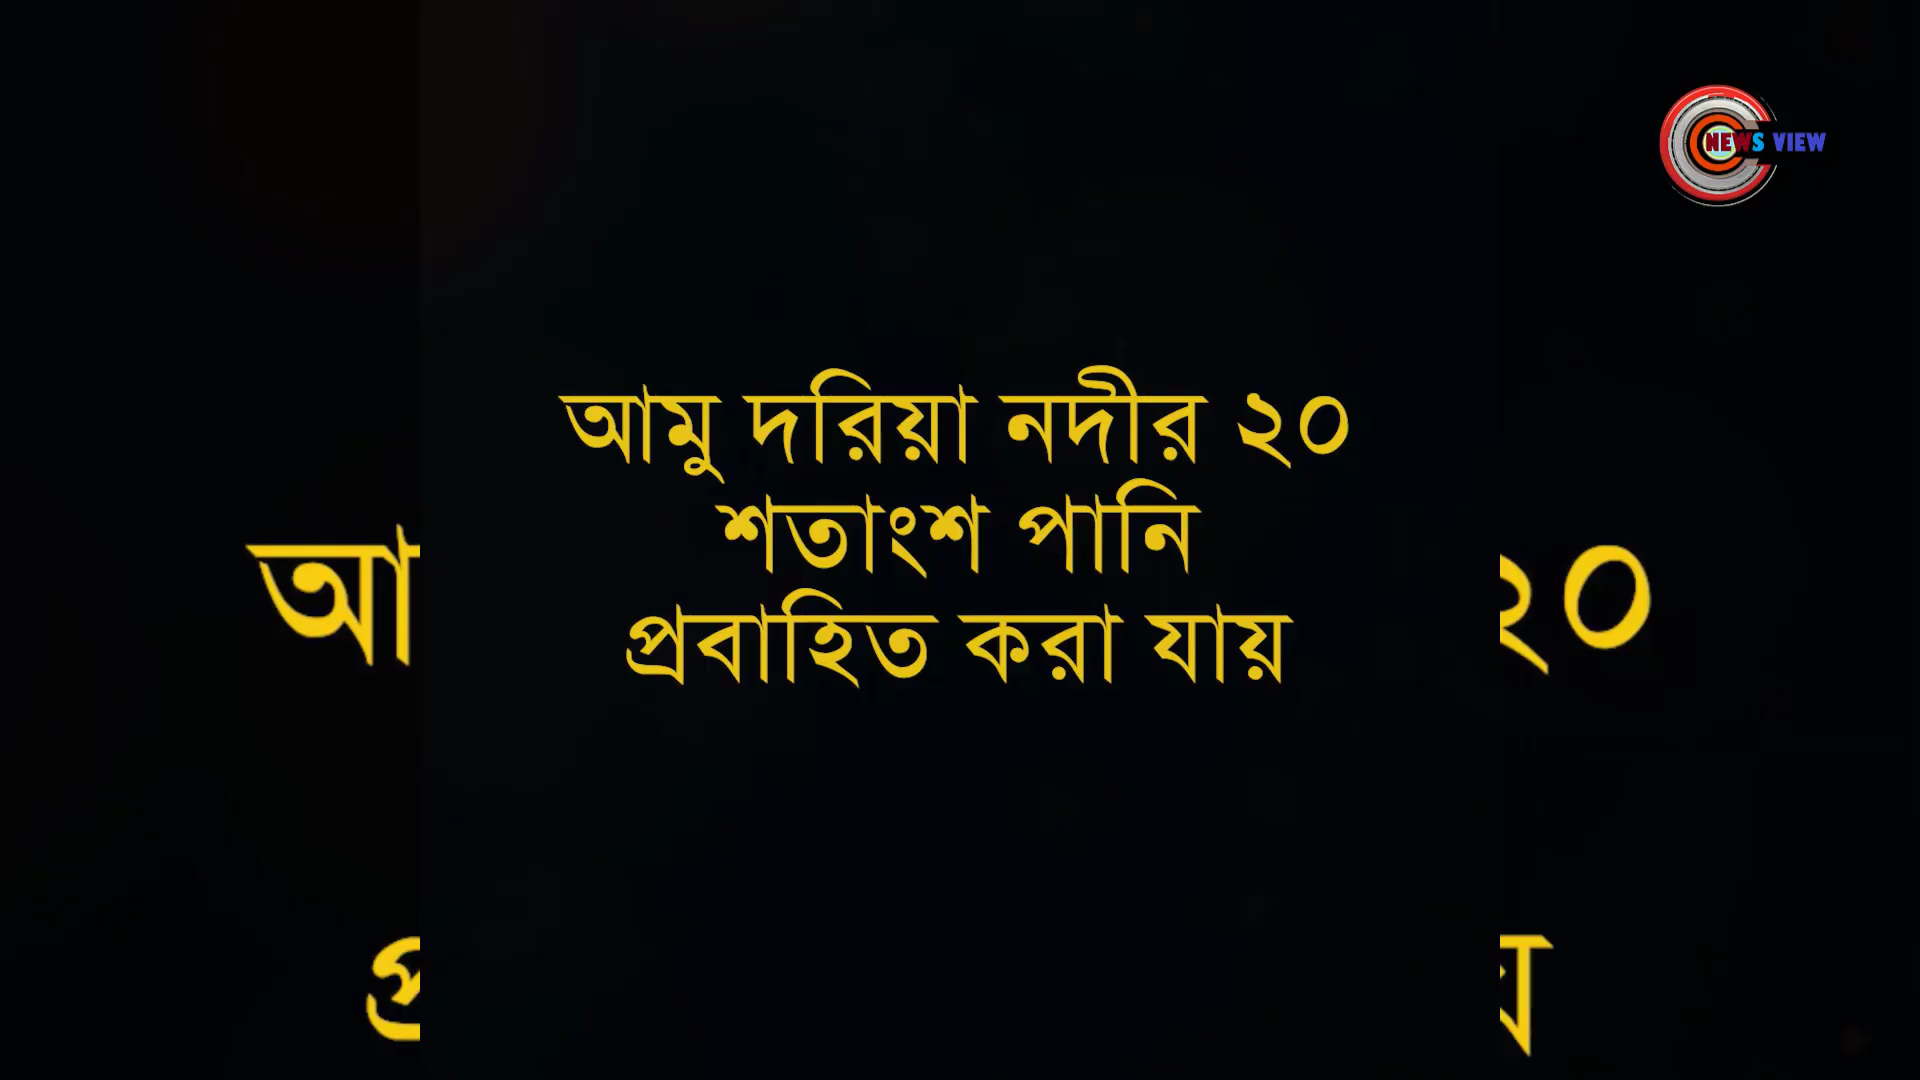 NEWS VIEW
আমু দরিয়া নদীর ২০
শতাংশ পানি
প্রবাহিত করা যায়